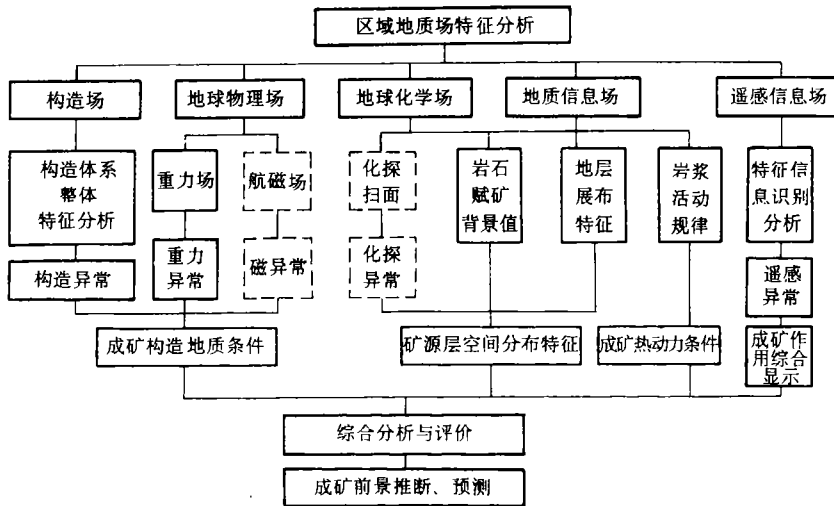 区域地质场特征分析
构造场
地球物理场
地球化学场
地质信息场
遥感信息场
构造体系
整体
特征分析
重力场
航磁场
化探
扫面
岩石
赋矿
背景值
地层
展布
特征
岩浆
活动
规律
特征信
息识别
分析
构造异常
重力
异常
磁异常
化探
异常
遥感
异常
成矿构造地质条件
矿源层空间分布特征
成矿热动力条件
成矿作
用综合
显示
综合分析与评价
成矿前景推断、预测